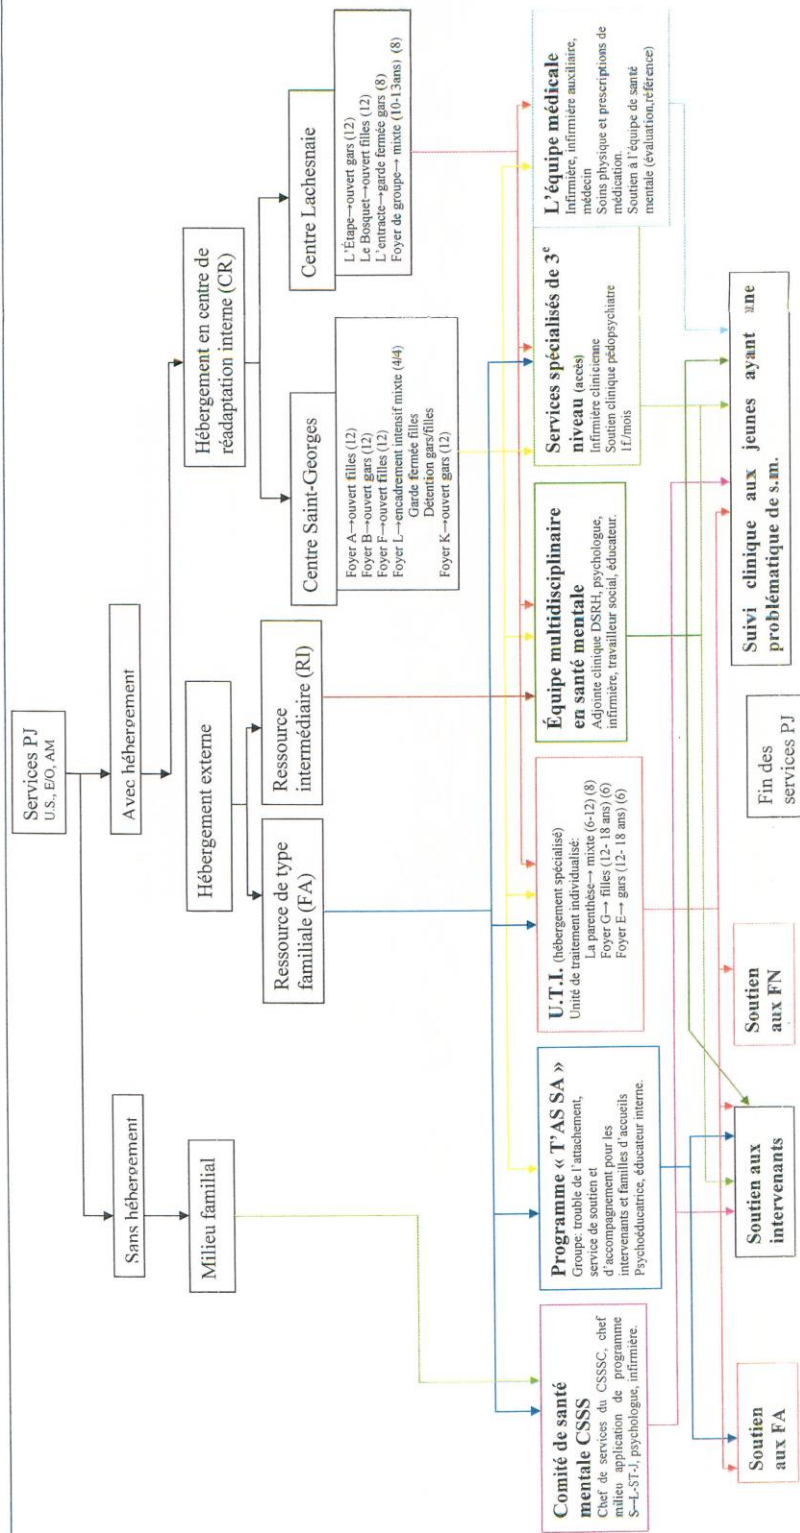 Services PJ
U.S., E/O, AM
Sans hébergement
Avec hébergement
Milieu familial
Hébergement externe
Hébergement en centre de
réadaptation interne (CR)
Ressource de type
familiale (FA)
Ressource
intermédiaire (RI)
Centre Saint-Georges
Foyer A→ouvert filles (12)
Foyer B→ouvert gars (12)
Foyer F→ouvert filles (12)
Foyer L→encadrement intensif mixte (4/4)
Garde fermée filles
Détention gars/filles
Foyer K→ouvert gars (12)
Centre Lachesnaie
L'Étape→ouvert gars (12)
Le Bosquet→ouvert filles (12)
L'entracte→garde fermée gars (8)
Foyer de groupe→ mixte (10-13ans) (8)
Comité de santé
mentale CSSS
Chef de services du CSSSC, chef
milieu application de programme
S—L-ST-J, psychologue, infirmière.
Programme « T'AS SA »
Groupe: trouble de l'attachement,
service de soutien et
d'accompagnement pour les
intervenants et familles d'accueils
Psychoéducatrice, éducateur interne.
U.T.I. (hébergement spécialisé)
Unité de traitement individualisé:
La parenthèse→ mixte (6-12) (8)
Foyer G→ filles (12- 18 ans) (6)
Foyer E→ gars (12- 18 ans) (6)
Équipe multidisciplinaire
en santé mentale
Adjointe clinique DSRH, psychologue,
infirmière, travailleur social, éducateur.
Services spécialisés de 3e
niveau (accès)
Infirmière clinicienne
Soutien clinique pédopsychiatre
1f./mois
L'équipe médicale
Infirmière, infirmière auxiliaire,
médecin
Soins physique et prescriptions de
médication.
Soutien à l'équipe de santé
mentale (évaluation,référence)
Soutien
aux FA
Soutien aux
intervenants
Soutien
aux FN
Fin des
services PJ
Suivi clinique aux jeunes ayant une
problématique de s.m.